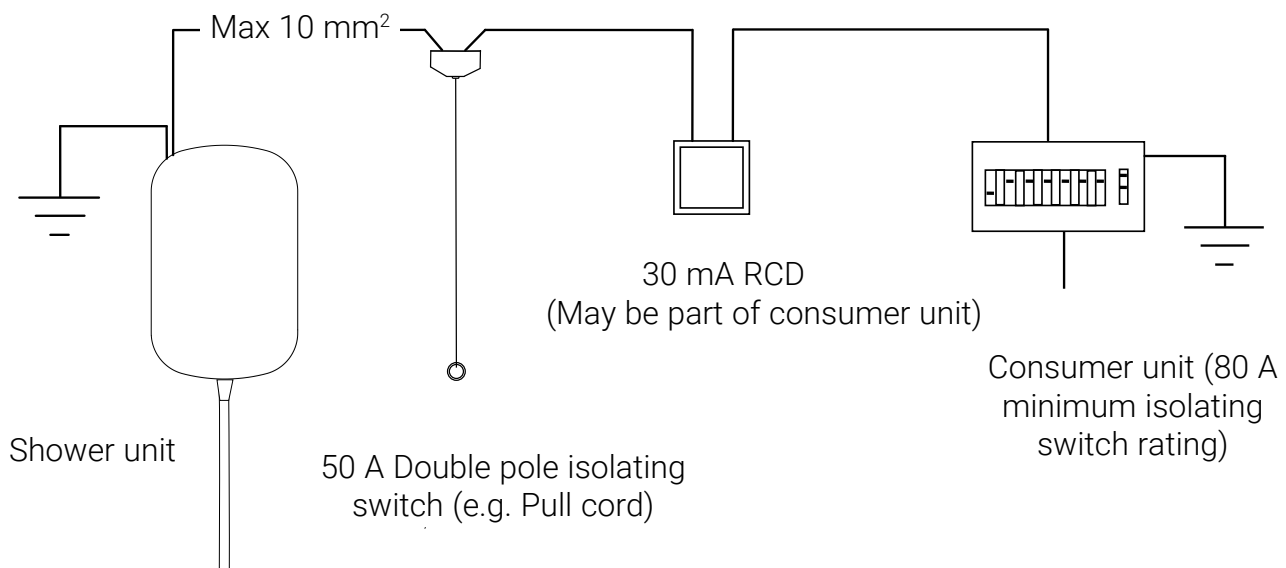 Max 10 mm²
30 mA RCD
(May be part of consumer unit)
Consumer unit (80 A
minimum isolating
switch rating)
Shower unit
50 A Double pole isolating
switch (e.g. Pull cord)